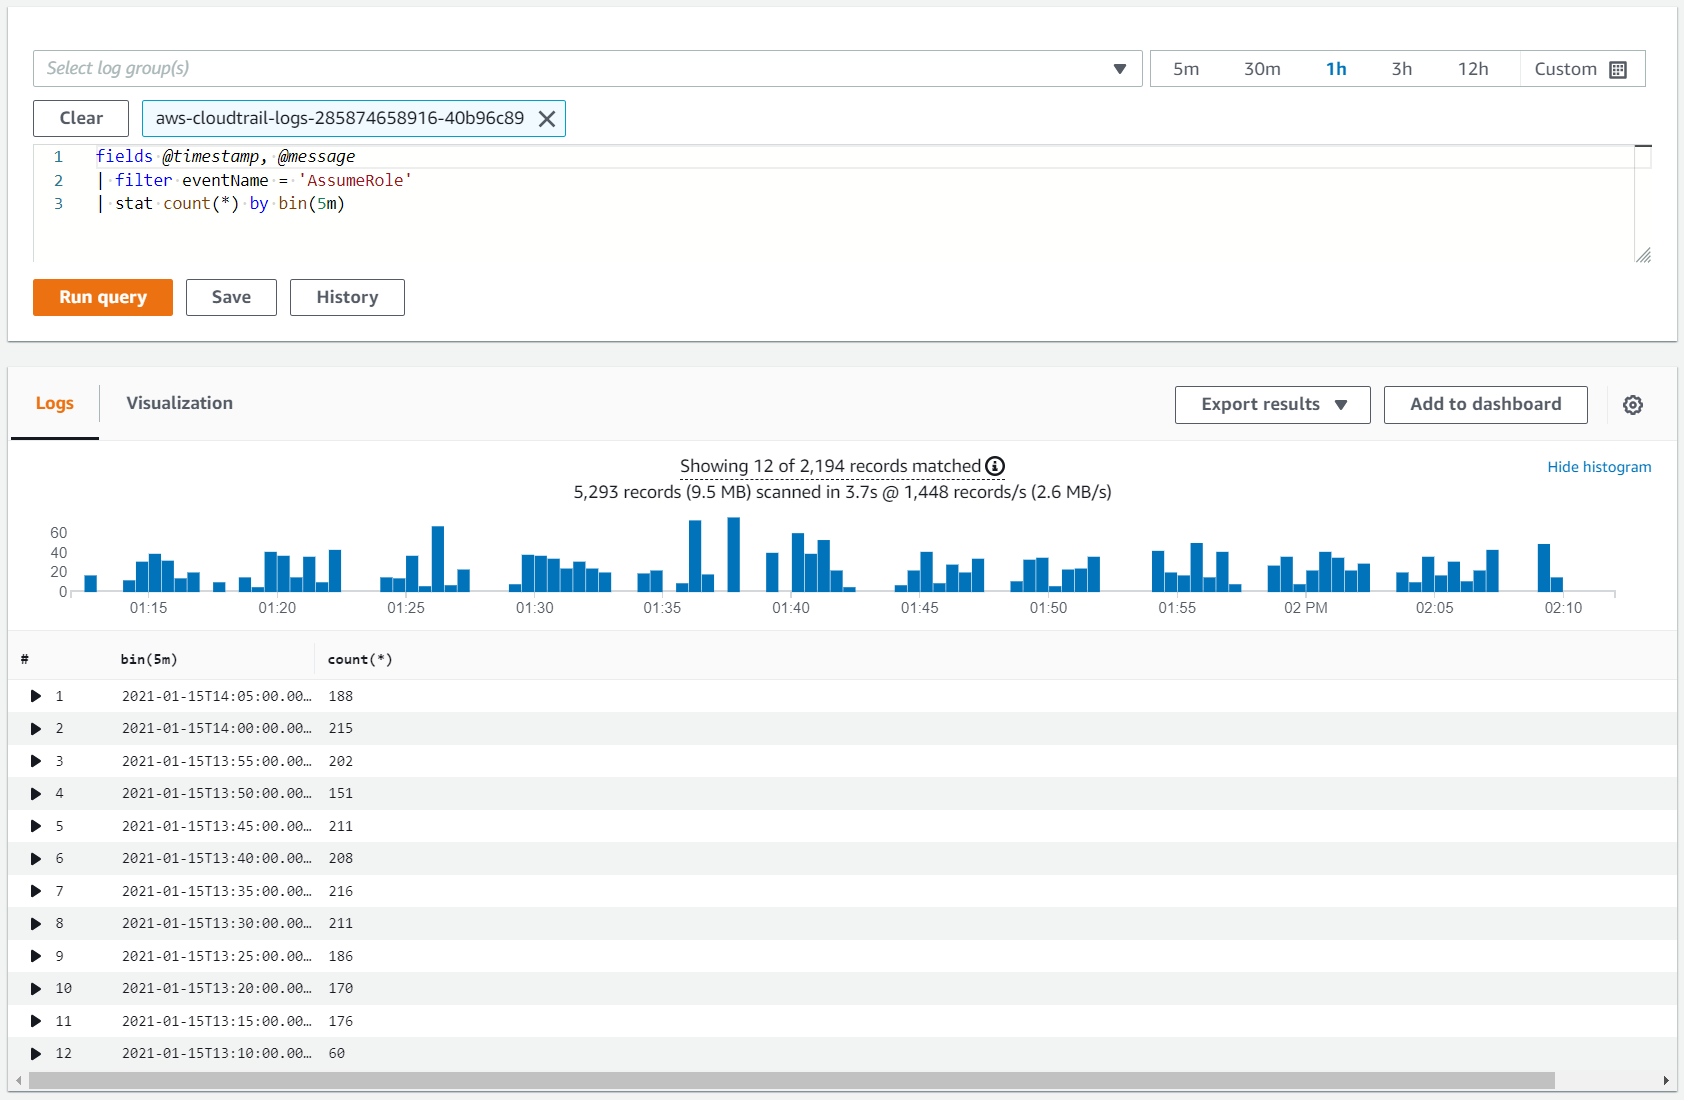 Select log group(s)
5m 30m 1h 3h 12h Custom
Clear aws-cloudtrail-logs-285874658916-40b96c89
1 fields @timestamp, @message
2 | filter eventName = 'AssumeRole'
3 | stat count(*) by bin(5m)
Run query Save History
Logs Visualization Export results Add to dashboard
Showing 12 of 2,194 records matched
Hide histogram
5,293 records (9.5 MB) scanned in 3.7s @ 1,448 records/s (2.6 MB/s)
60
40
20
0
01:15 01:20 01:25 01:30 01:35 01:40 01:45 01:50 01:55 02 PM 02:05 02:10
# bin(5m) count(*)
1 2021-01-15T14:05:00.00… 188
2 2021-01-15T14:00:00.00… 215
3 2021-01-15T13:55:00.00… 202
4 2021-01-15T13:50:00.00… 151
5 2021-01-15T13:45:00.00… 211
6 2021-01-15T13:40:00.00… 208
7 2021-01-15T13:35:00.00… 216
8 2021-01-15T13:30:00.00… 211
9 2021-01-15T13:25:00.00… 186
10 2021-01-15T13:20:00.00… 170
11 2021-01-15T13:15:00.00… 176
12 2021-01-15T13:10:00.00… 60